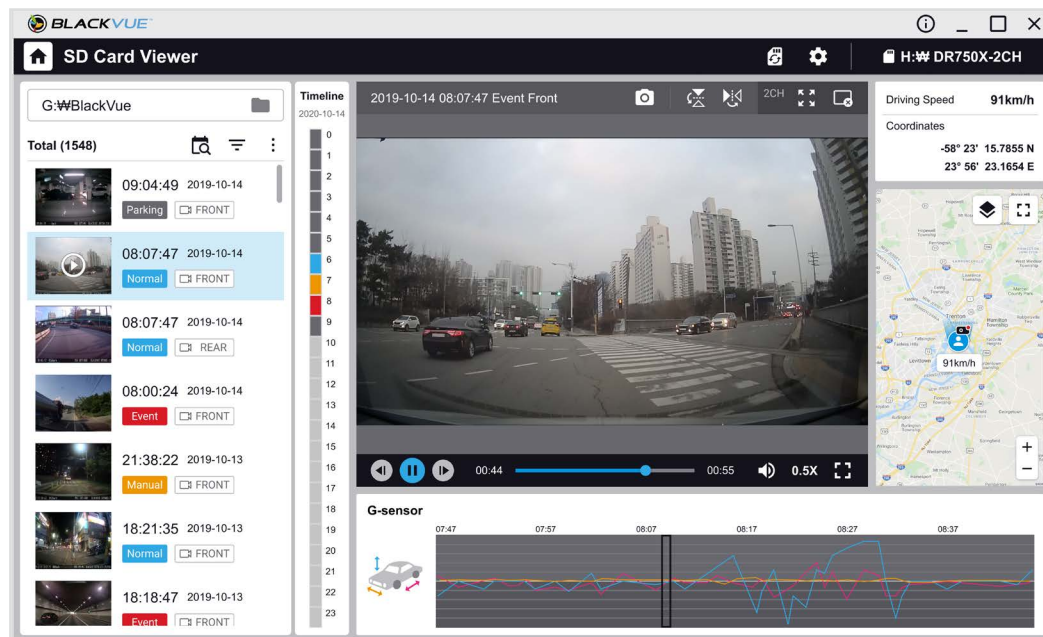 BLACKVUE
SD Card Viewer
H:₩ DR750X-2CH
G:₩BlackVue
Total (1548)
09:04:49 2019-10-14
Parking FRONT
08:07:47 2019-10-14
Normal FRONT
08:07:47 2019-10-14
Normal REAR
08:00:24 2019-10-14
Event FRONT
21:38:22 2019-10-13
Manual FRONT
18:21:35 2019-10-13
Normal FRONT
18:18:47 2019-10-13
Event FRONT
Timeline
2020-10-14
0
1
2
3
4
5
6
7
8
9
10
11
12
13
14
15
16
17
18
19
20
21
22
23
2019-10-14 08:07:47 Event Front
2CH
00:44
00:55
0.5X
Driving Speed 91km/h
Coordinates
-58° 23' 15.7855 N
23° 56' 23.1654 E
Trenton
Hamilton
Levittown
91km/h
+
−
G-sensor
07:47 07:57 08:07 08:17 08:27 08:37